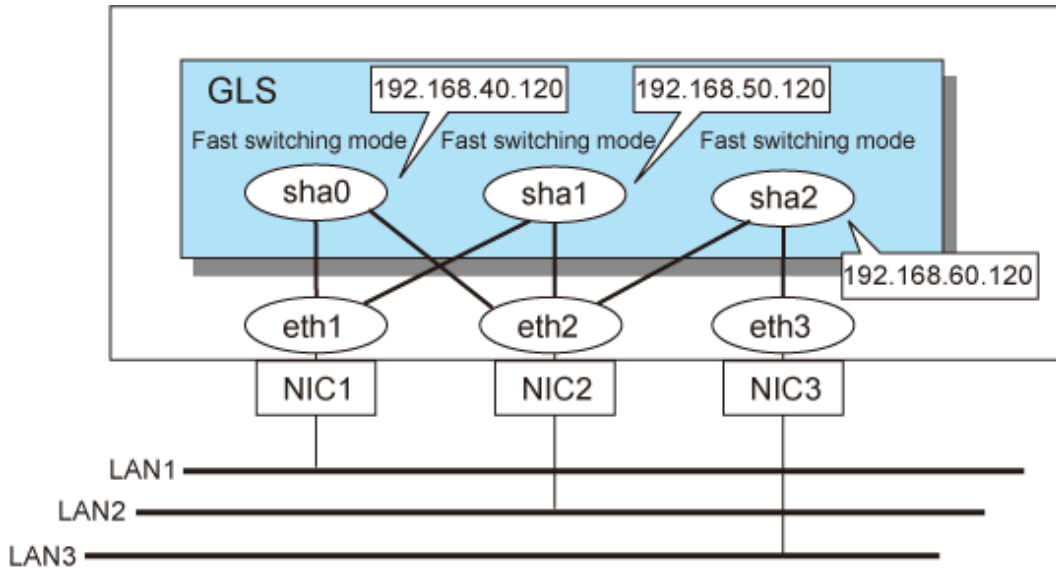 GLS
192.168.40.120
192.168.50.120
Fast switching mode
Fast switching mode
Fast switching mode
sha0
sha1
sha2
192.168.60.120
eth1
eth2
eth3
NIC1
NIC2
NIC3
LAN1
LAN2
LAN3